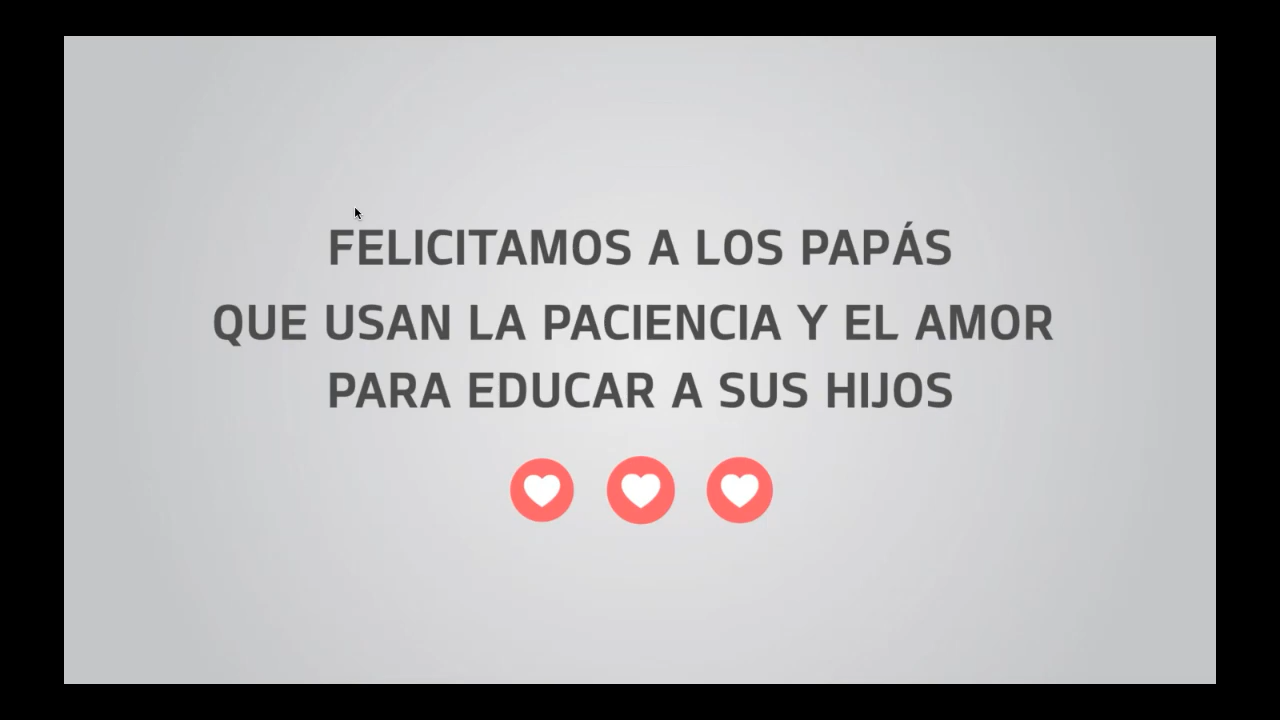 FELICITAMOS A LOS PAPÁS
QUE USAN LA PACIENCIA Y EL AMOR
PARA EDUCAR A SUS HIJOS